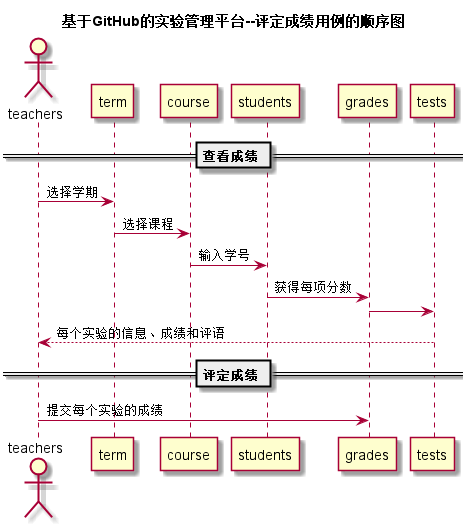 基于GitHub的实验管理平台--评定成绩用例的顺序图
teachers
term
course
students
grades
tests
查看成绩
选择学期
选择课程
输入学号
获得每项分数
每个实验的信息、成绩和评语
评定成绩
提交每个实验的成绩
teachers
term
course
students
grades
tests